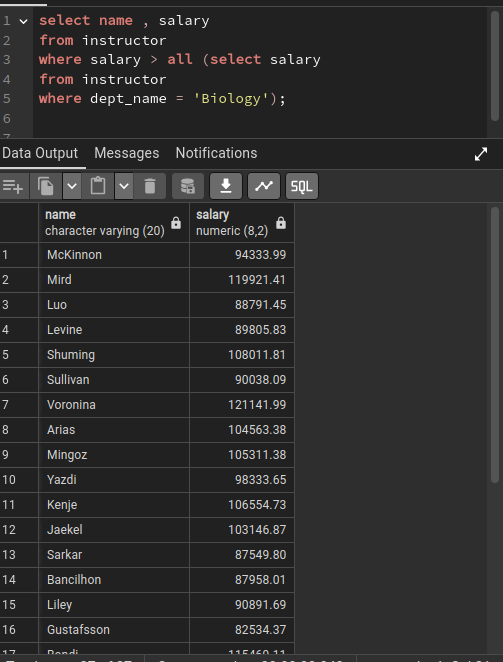 1 select name , salary
2 from instructor
3 where salary > all (select salary
4 from instructor
5 where dept_name = 'Biology');
6
7
Data Output Messages Notifications
SQL
name salary
character varying (20) numeric (8,2)
1 McKinnon 94333.99
2 Mird 119921.41
3 Luo 88791.45
4 Levine 89805.83
5 Shuming 108011.81
6 Sullivan 90038.09
7 Voronina 121141.99
8 Arias 104563.38
9 Mingoz 105311.38
10 Yazdi 98333.65
11 Kenje 106554.73
12 Jaekel 103146.87
13 Sarkar 87549.80
14 Bancilhon 87958.01
15 Liley 90891.69
16 Gustafsson 82534.37
17